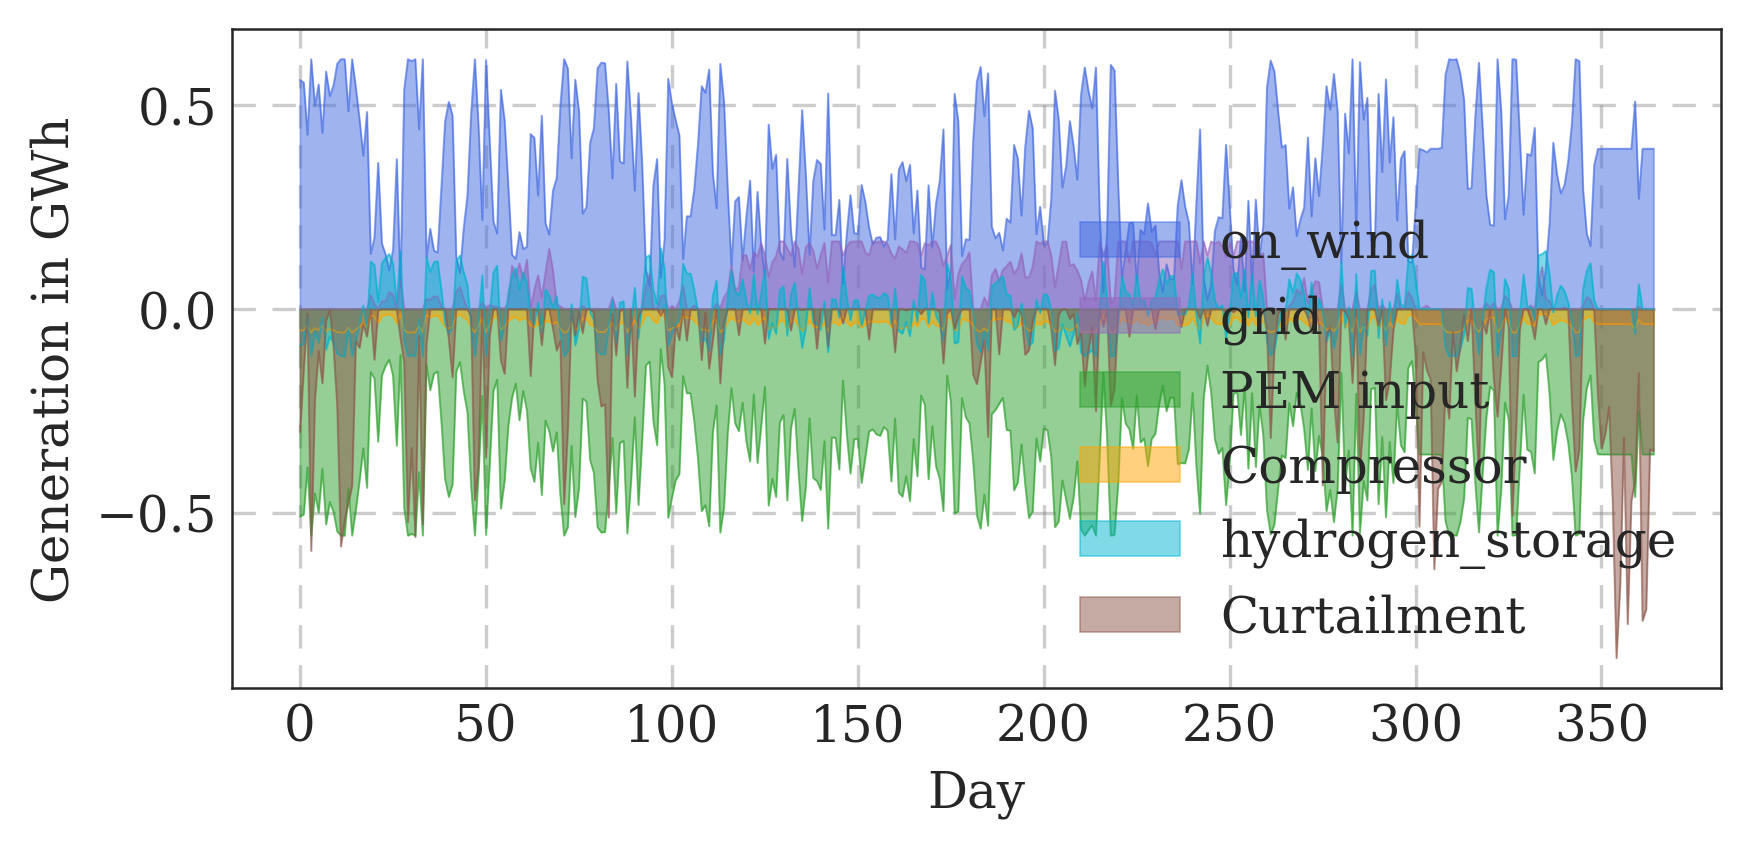 Generation in GWh
0.5
0.0
−0.5
0
50
100
150
200
250
300
350
Day
on_wind
grid
PEM input
Compressor
hydrogen_storage
Curtailment